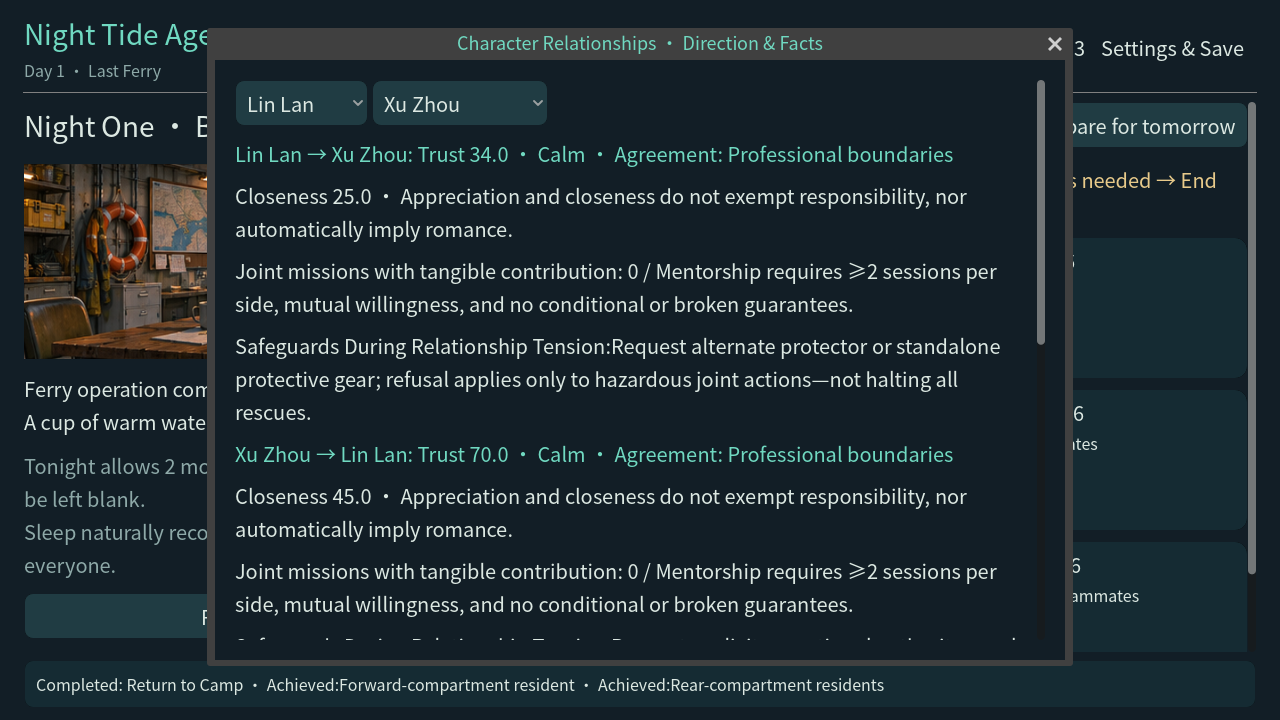 Night Tide Age
Day 1 · Last Ferry
3 Settings & Save
Character Relationships · Direction & Facts
Night One · B
pare for tomorrow
s needed → End
Lin Lan
Xu Zhou
Lin Lan → Xu Zhou: Trust 34.0 · Calm · Agreement: Professional boundaries
Closeness 25.0 · Appreciation and closeness do not exempt responsibility, nor
automatically imply romance.
Joint missions with tangible contribution: 0 / Mentorship requires ⩾2 sessions per
side, mutual willingness, and no conditional or broken guarantees.
Safeguards During Relationship Tension:Request alternate protector or standalone
protective gear; refusal applies only to hazardous joint actions—not halting all
rescues.
Xu Zhou → Lin Lan: Trust 70.0 · Calm · Agreement: Professional boundaries
Closeness 45.0 · Appreciation and closeness do not exempt responsibility, nor
automatically imply romance.
Joint missions with tangible contribution: 0 / Mentorship requires ⩾2 sessions per
side, mutual willingness, and no conditional or broken guarantees.
Ferry operation com
A cup of warm wate
Tonight allows 2 mo
be left blank.
Sleep naturally reco
everyone.
6
ates
6
ammates
Completed: Return to Camp · Achieved:Forward-compartment resident · Achieved:Rear-compartment residents